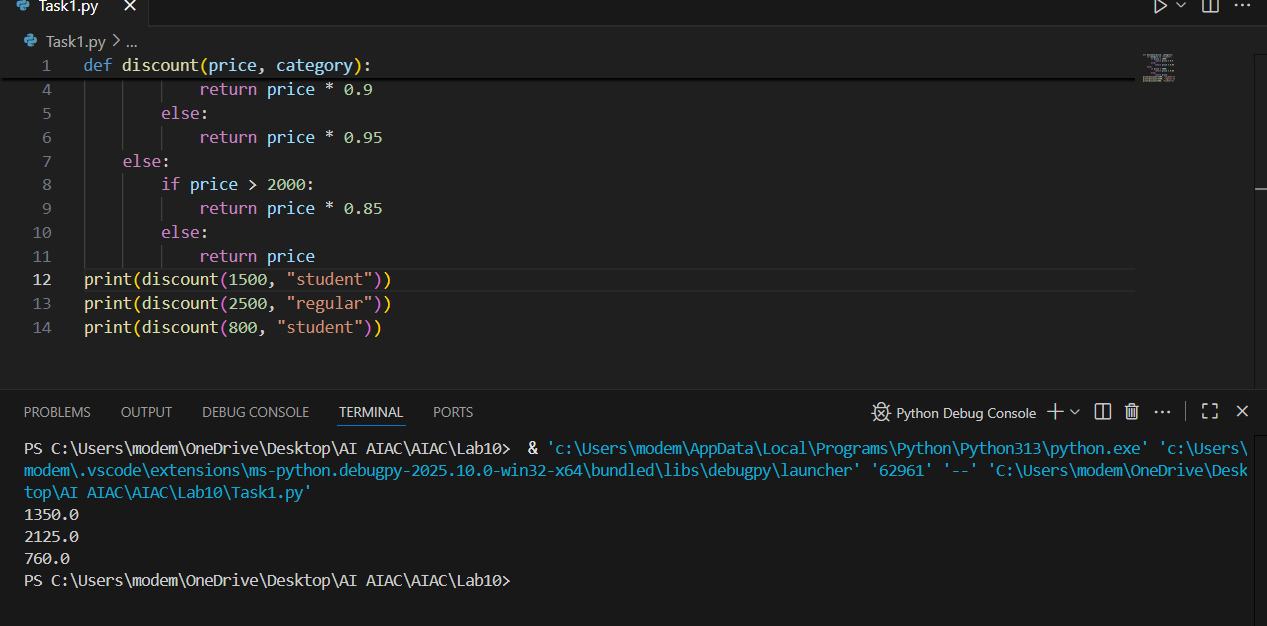 Task1.py
Task1.py > ...
1 def discount(price, category):
4 return price * 0.9
5 else:
6 return price * 0.95
7 else:
8 if price > 2000:
9 return price * 0.85
10 else:
11 return price
12 print(discount(1500, "student"))
13 print(discount(2500, "regular"))
14 print(discount(800, "student"))
PROBLEMS OUTPUT DEBUG CONSOLE TERMINAL PORTS Python Debug Console
PS C:\Users\modem\OneDrive\Desktop\AI AIAC\AIAC\Lab10> & 'c:\Users\modem\AppData\Local\Programs\Python\Python313\python.exe' 'c:\Users\
modem\.vscode\extensions\ms-python.debugpy-2025.10.0-win32-x64\bundled\libs\debugpy\launcher' '62961' '--' 'C:\Users\modem\OneDrive\Desk
top\AI AIAC\AIAC\Lab10\Task1.py'
1350.0
2125.0
760.0
PS C:\Users\modem\OneDrive\Desktop\AI AIAC\AIAC\Lab10>